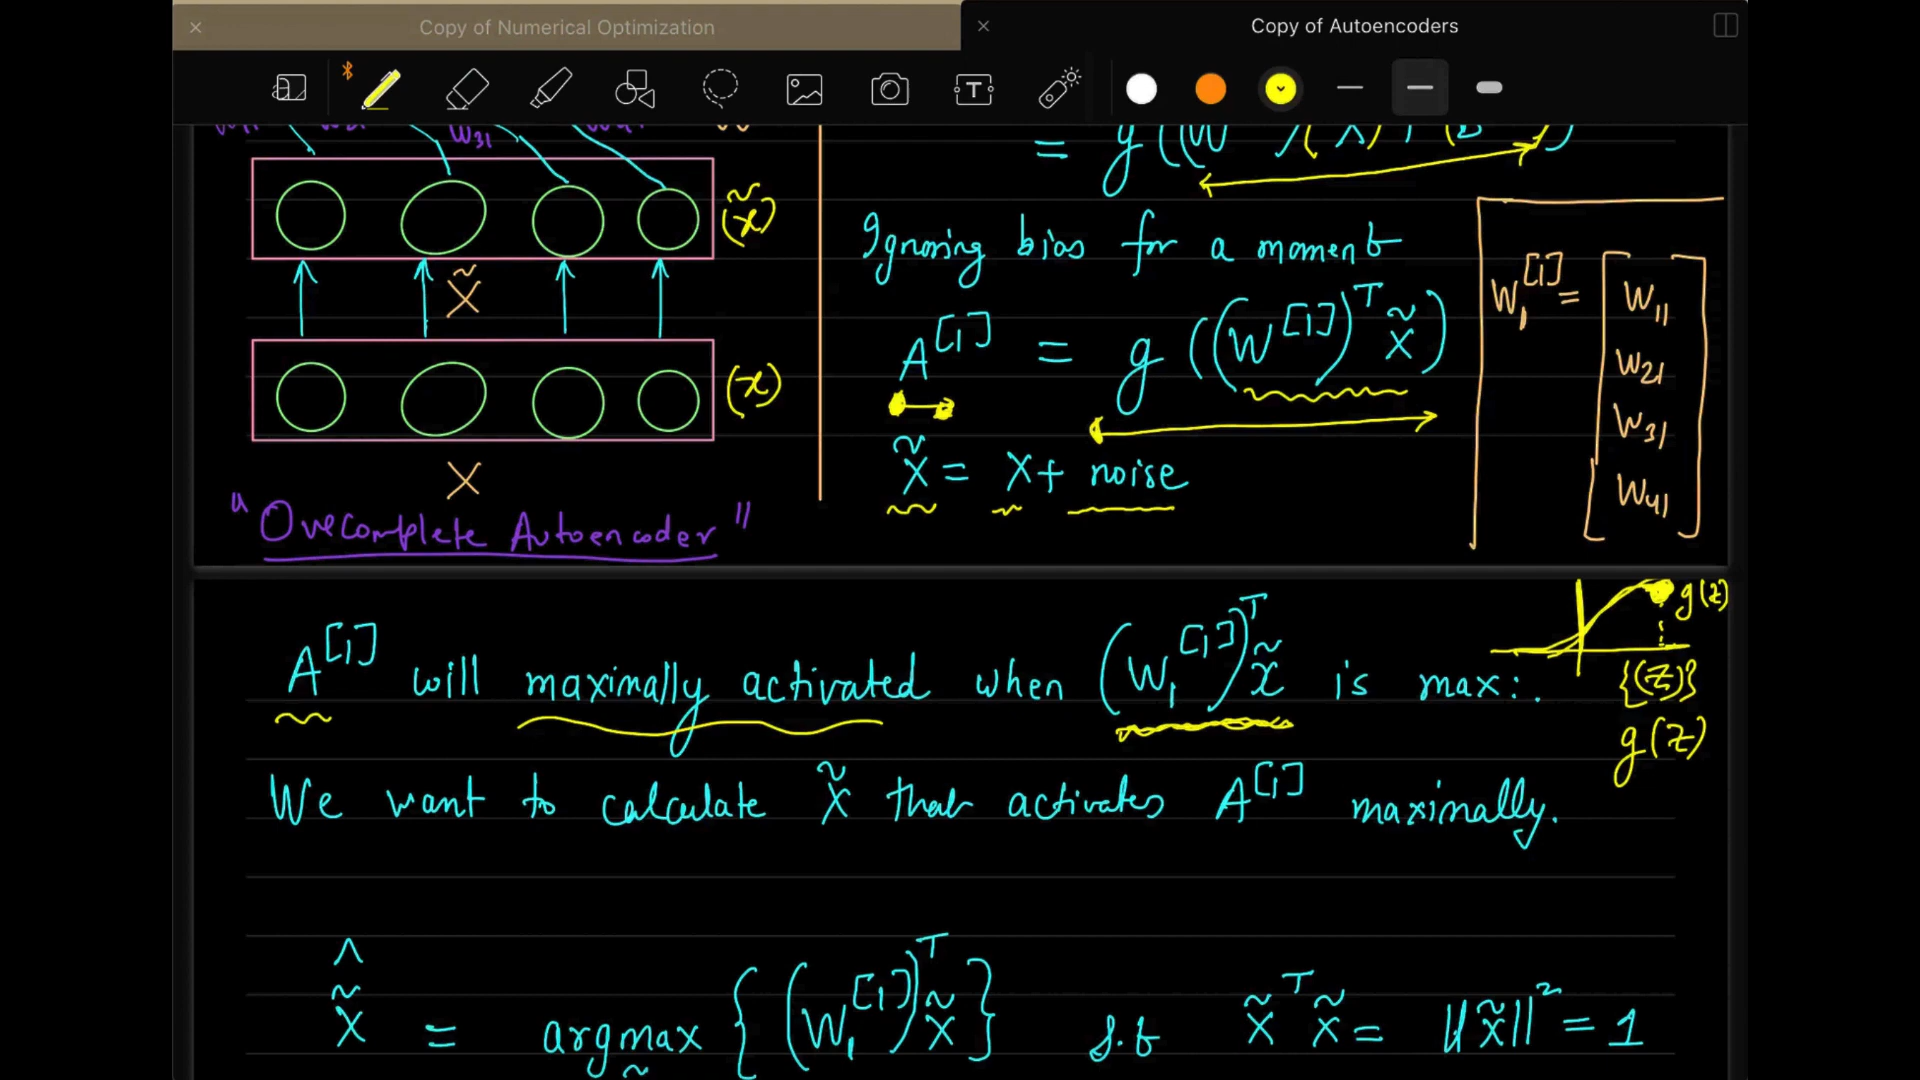 Copy of Numerical Optimization
Copy of Autoencoders
W31
(x̃)
X̃
(x)
X
"Ovecomplete Autoencoder"
Ignoring bias for a moment
A^[1] = g((W^[1])^T X̃)
X̃ = X + noise
W₁^[1] =
W11
W21
W31
W41
g(z)
{(z)}
g(z)
A^[1] will maximally activated when (W₁^[1])^T x̃ is max:.
We want to calculate X̃ that activates A^[1] maximally.
X̃̂ = argmax { (W₁^[1])^T X̃ } s.t X̃^T X̃ = ||x̃||² = 1